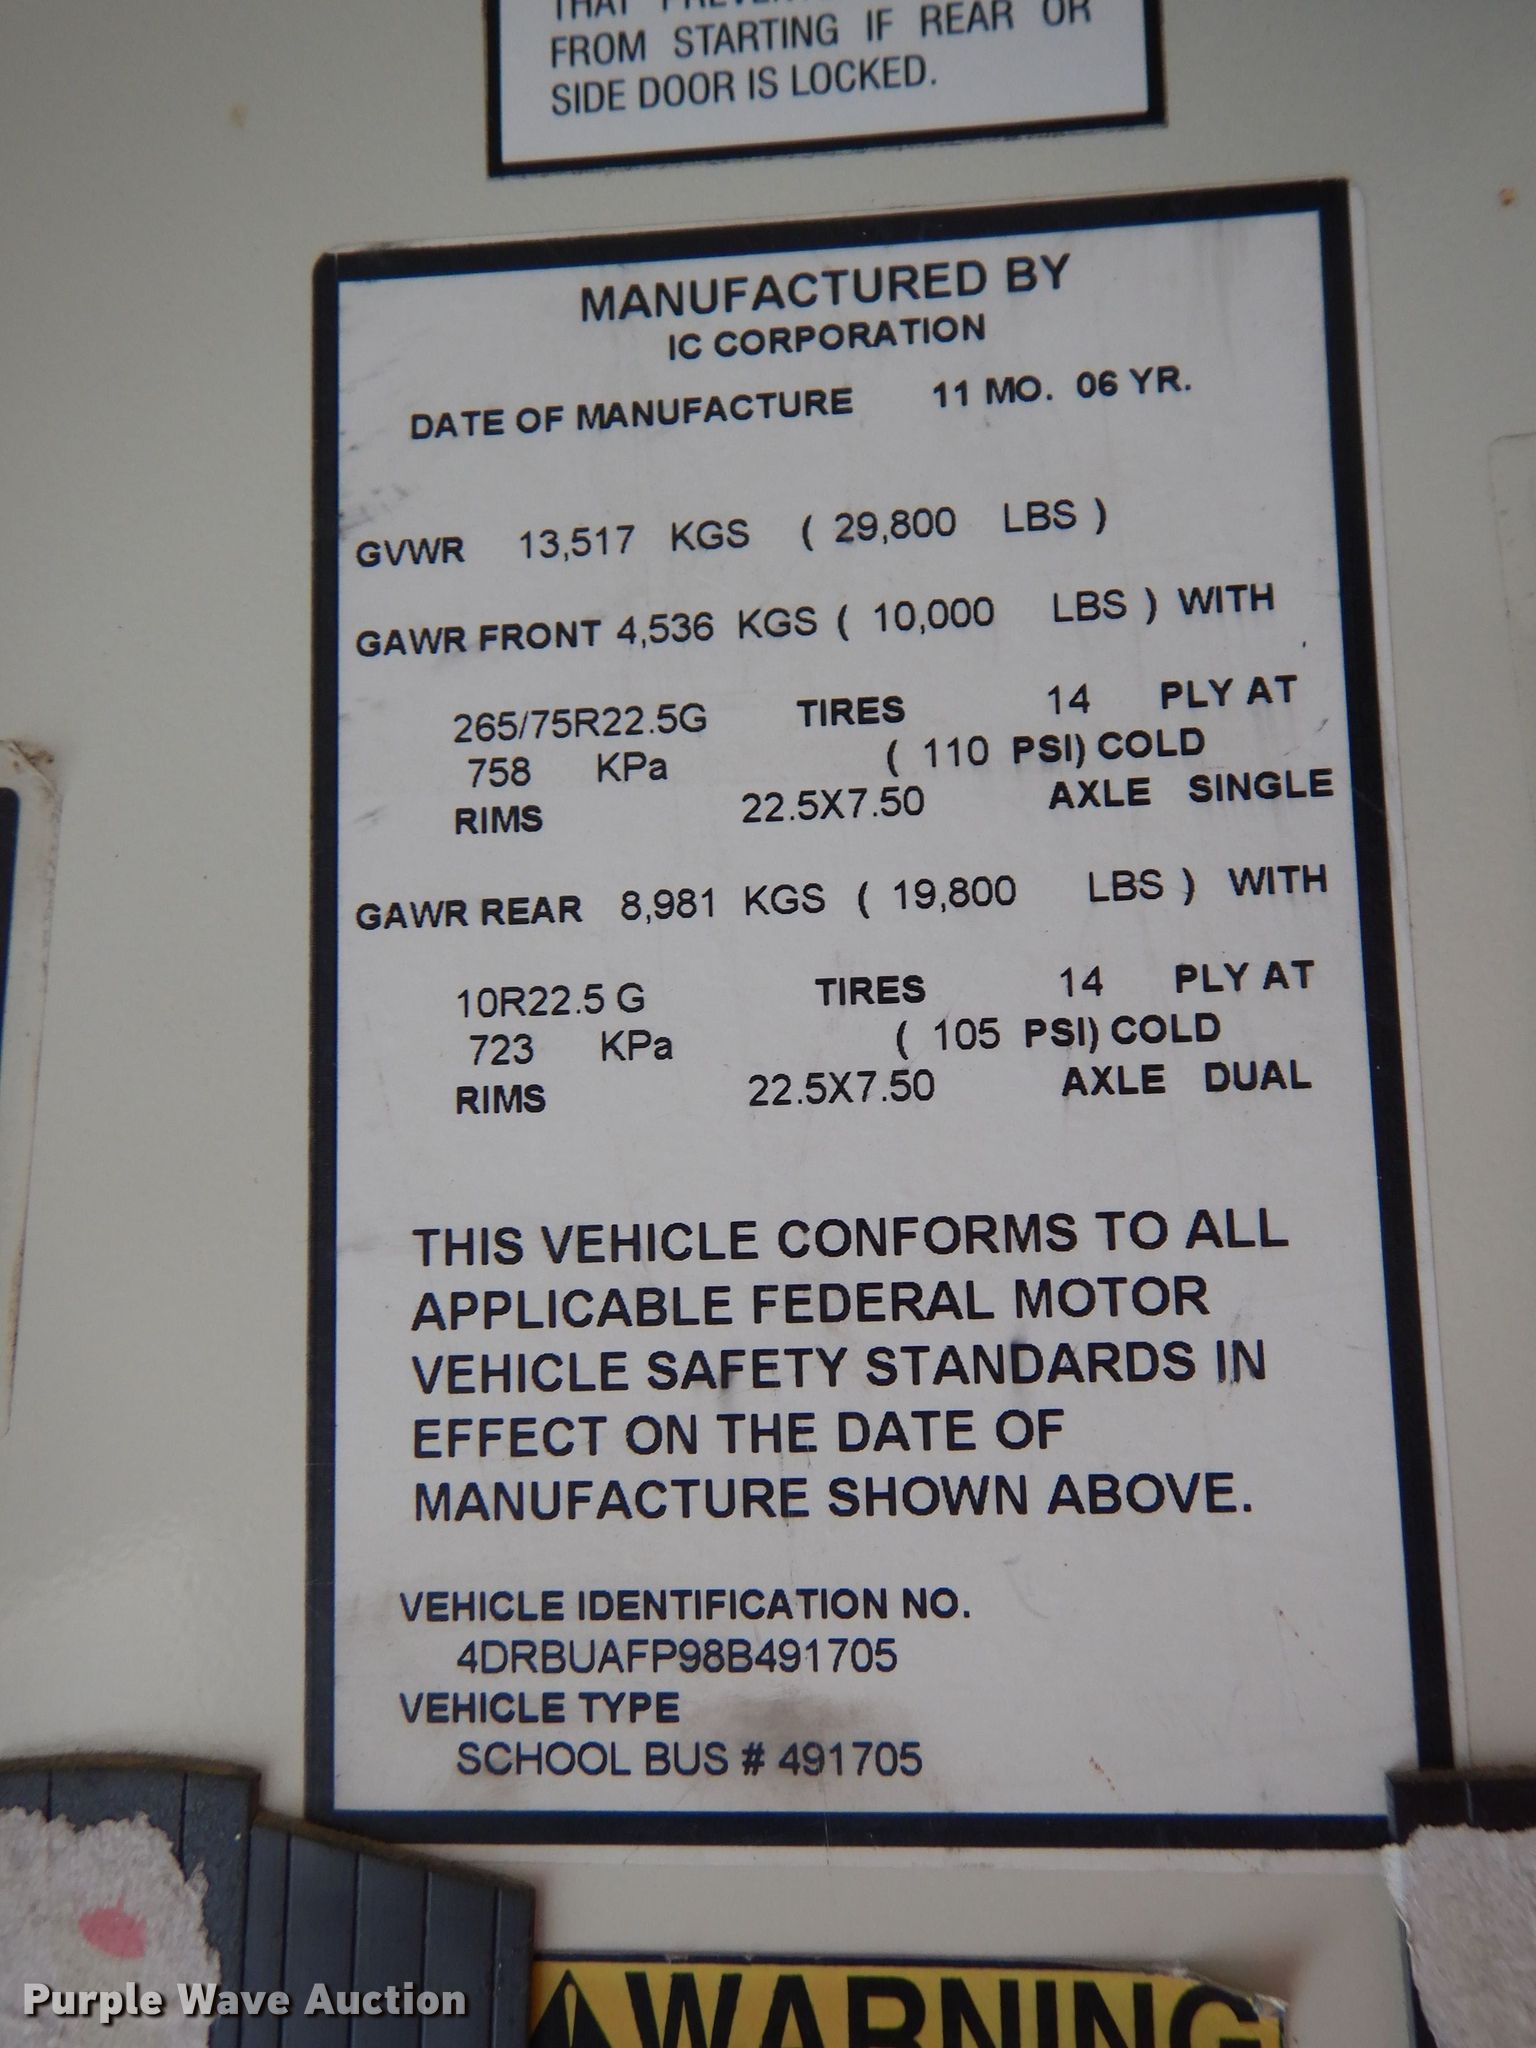 THAT
FROM STARTING IF REAR OR
SIDE DOOR IS LOCKED.
MANUFACTURED BY
IC CORPORATION
DATE OF MANUFACTURE 11 MO. 06 YR.
GVWR 13,517 KGS ( 29,800 LBS )
GAWR FRONT 4,536 KGS ( 10,000 LBS ) WITH
265/75R22.5G TIRES 14 PLY AT
758 KPa ( 110 PSI) COLD
RIMS 22.5X7.50 AXLE SINGLE
GAWR REAR 8,981 KGS ( 19,800 LBS ) WITH
10R22.5 G TIRES 14 PLY AT
723 KPa ( 105 PSI) COLD
RIMS 22.5X7.50 AXLE DUAL
THIS VEHICLE CONFORMS TO ALL
APPLICABLE FEDERAL MOTOR
VEHICLE SAFETY STANDARDS IN
EFFECT ON THE DATE OF
MANUFACTURE SHOWN ABOVE.
VEHICLE IDENTIFICATION NO.
4DRBUAFP98B491705
VEHICLE TYPE
SCHOOL BUS # 491705
WARNING
Purple Wave Auction